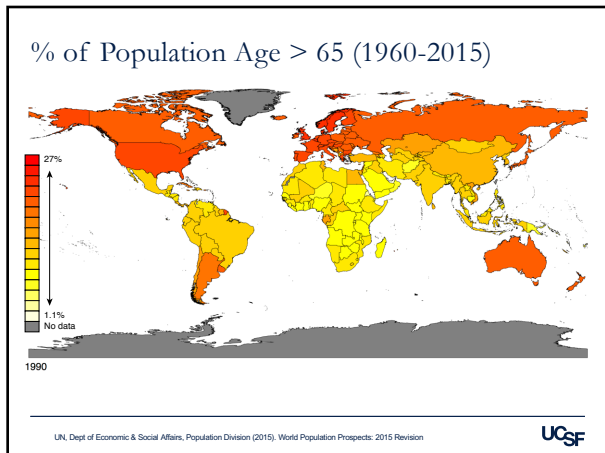 % of Population Age > 65 (1960-2015)
27%
1.1%
No data
1990
UN, Dept of Economic & Social Affairs, Population Division (2015). World Population Prospects: 2015 Revision
UCSF